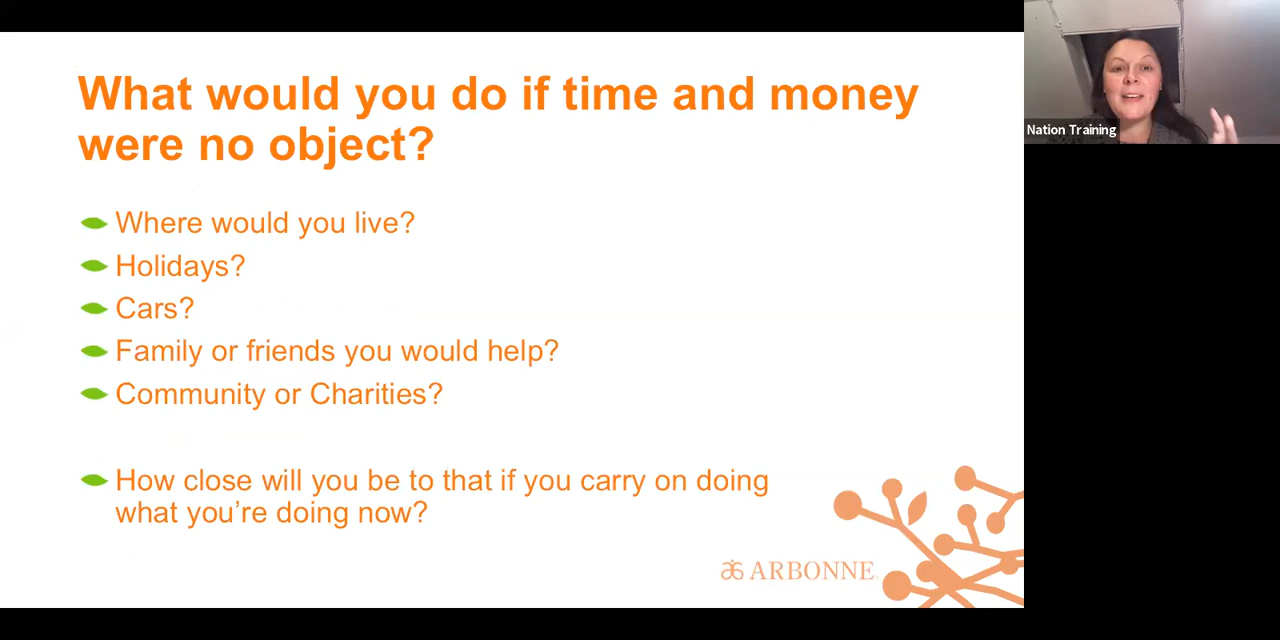 What would you do if time and money
were no object?
Where would you live?
Holidays?
Cars?
Family or friends you would help?
Community or Charities?
How close will you be to that if you carry on doing
what you’re doing now?
ARBONNE
Nation Training